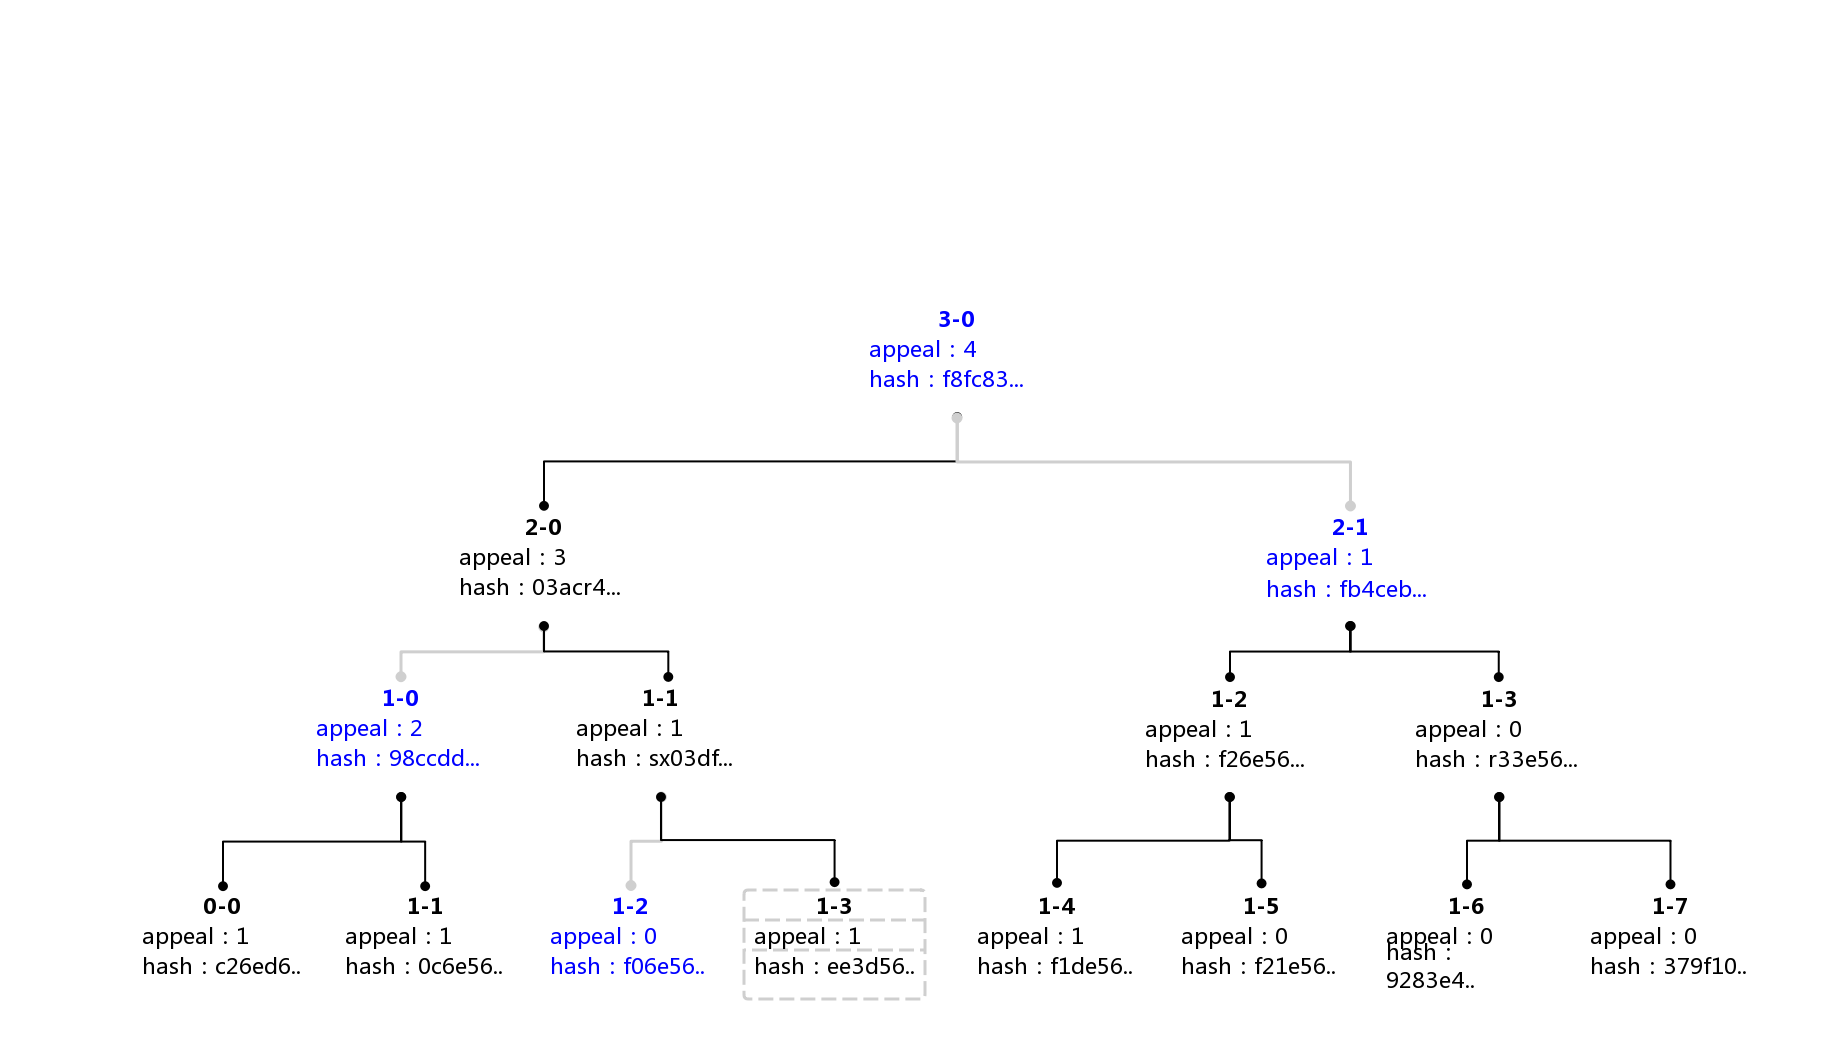 3-0
appeal : 4
hash : f8fc83...
2-0
appeal : 3
hash : 03acr4...
2-1
appeal : 1
hash : fb4ceb...
1-0
appeal : 2
hash : 98ccdd...
1-1
appeal : 1
hash : sx03df...
1-2
appeal : 1
hash : f26e56...
1-3
appeal : 0
hash : r33e56...
0-0
appeal : 1
hash : c26ed6..
1-1
appeal : 1
hash : 0c6e56..
1-2
appeal : 0
hash : f06e56..
1-3
appeal : 1
hash : ee3d56..
1-4
appeal : 1
hash : f1de56..
1-5
appeal : 0
hash : f21e56..
1-6
appeal : 0
hash :
9283e4..
1-7
appeal : 0
hash : 379f10..